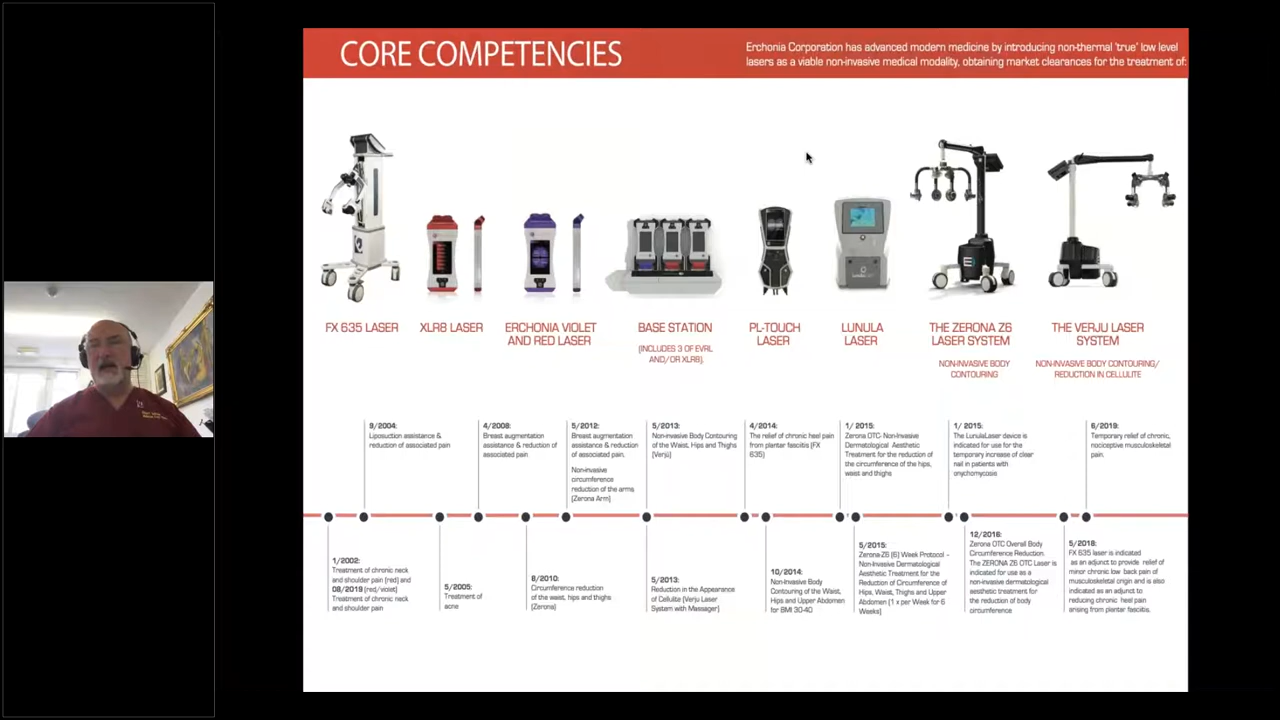 CORE COMPETENCIES
Erchonia Corporation has advanced modern medicine by introducing non-thermal 'true' low level
lasers as a viable non-invasive medical modality, obtaining market clearances for the treatment of:
FX 635 LASER
XLR8 LASER
ERCHONIA VIOLET
AND RED LASER
BASE STATION
(INCLUDES 3 OF EVRL
AND/OR XLR8).
PL-TOUCH
LASER
LUNULA
LASER
THE ZERONA Z6
LASER SYSTEM
NON-INVASIVE BODY
CONTOURING
THE VERJU LASER
SYSTEM
NON-INVASIVE BODY CONTOURING/
REDUCTION IN CELLULITE
9/2004:
Liposuction assistance &
reduction of associated pain
4/2008:
Breast augmentation
assistance & reduction of
associated pain
5/2012:
Breast augmentation
assistance & reduction
of associated pain.
Non-invasive
circumference
reduction of the arms
(Zerona Arm)
5/2013:
Non-invasive Body Contouring
of the Waist, Hips and Thighs
(Verju)
4/2014:
The relief of chronic heel pain
from plantar fasciitis (FX
635)
1/ 2015:
Zerona OTC- Non-Invasive
Dermatological Aesthetic
Treatment for the reduction of
the circumference of the hips,
waist and thighs
1/ 2015:
The LunulaLaser device is
indicated for use for the
temporary increase of clear
nail in patients with
onychomycosis
6/2019:
Temporary relief of chronic,
nociceptive musculoskeletal
pain.
1/2002:
Treatment of chronic neck
and shoulder pain (red) and
08/2019 (red/violet)
Treatment of chronic neck
and shoulder pain
5/2005:
Treatment of
acne
8/2010:
Circumference reduction
of the waist, hips and thighs
(Zerona)
5/2013:
Reduction in the Appearance
of Cellulite (Verju Laser
System with Massager)
10/2014:
Non-Invasive Body
Contouring of the Waist,
Hips and Upper Abdomen
for BMI 30-40
5/2015:
Zerona-Z6 (6) Week Protocol –
Non-Invasive Dermatological
Aesthetic Treatment for the
Reduction of Circumference of
Hips, Waist, Thighs and Upper
Abdomen (1 x per Week for 6
Weeks)
12/2016:
Zerona OTC Overall Body
Circumference Reduction.
The ZERONA Z6 OTC Laser is
indicated for use as a
non-invasive dermatological
aesthetic treatment for
the reduction of body
circumference
5/2018:
FX 635 laser is indicated
as an adjunct to provide relief of
minor chronic low back pain of
musculoskeletal origin and is also
indicated as an adjunct to
reducing chronic heel pain
arising from plantar fasciitis.